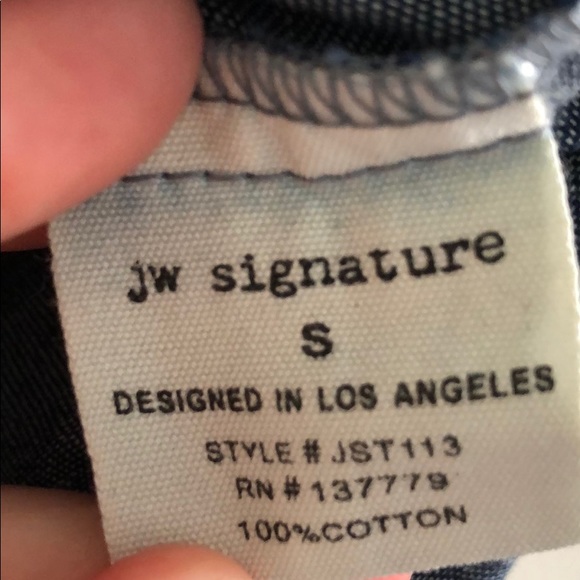 jw signature
S
DESIGNED IN LOS ANGELES
STYLE # JST113
RN # 137779
100%COTTON